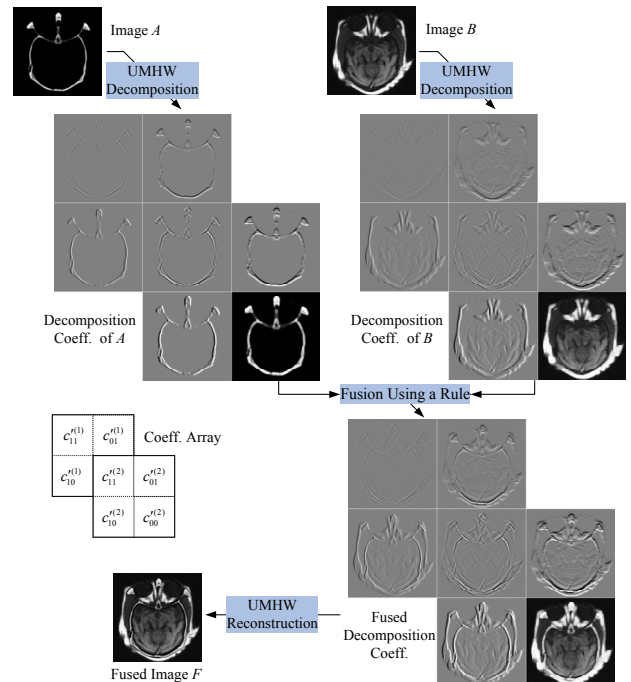 Image A
UMHW
Decomposition
Image B
UMHW
Decomposition
Decomposition
Coeff. of A
Decomposition
Coeff. of B
Fusion Using a Rule
c′₁₁⁽¹⁾ c′₀₁⁽¹⁾
Coeff. Array
c′₁₀⁽¹⁾ c′₁₁⁽²⁾ c′₀₁⁽²⁾
c′₁₀⁽²⁾ c′₀₀⁽²⁾
UMHW
Reconstruction
Fused
Decomposition
Coeff.
Fused Image F